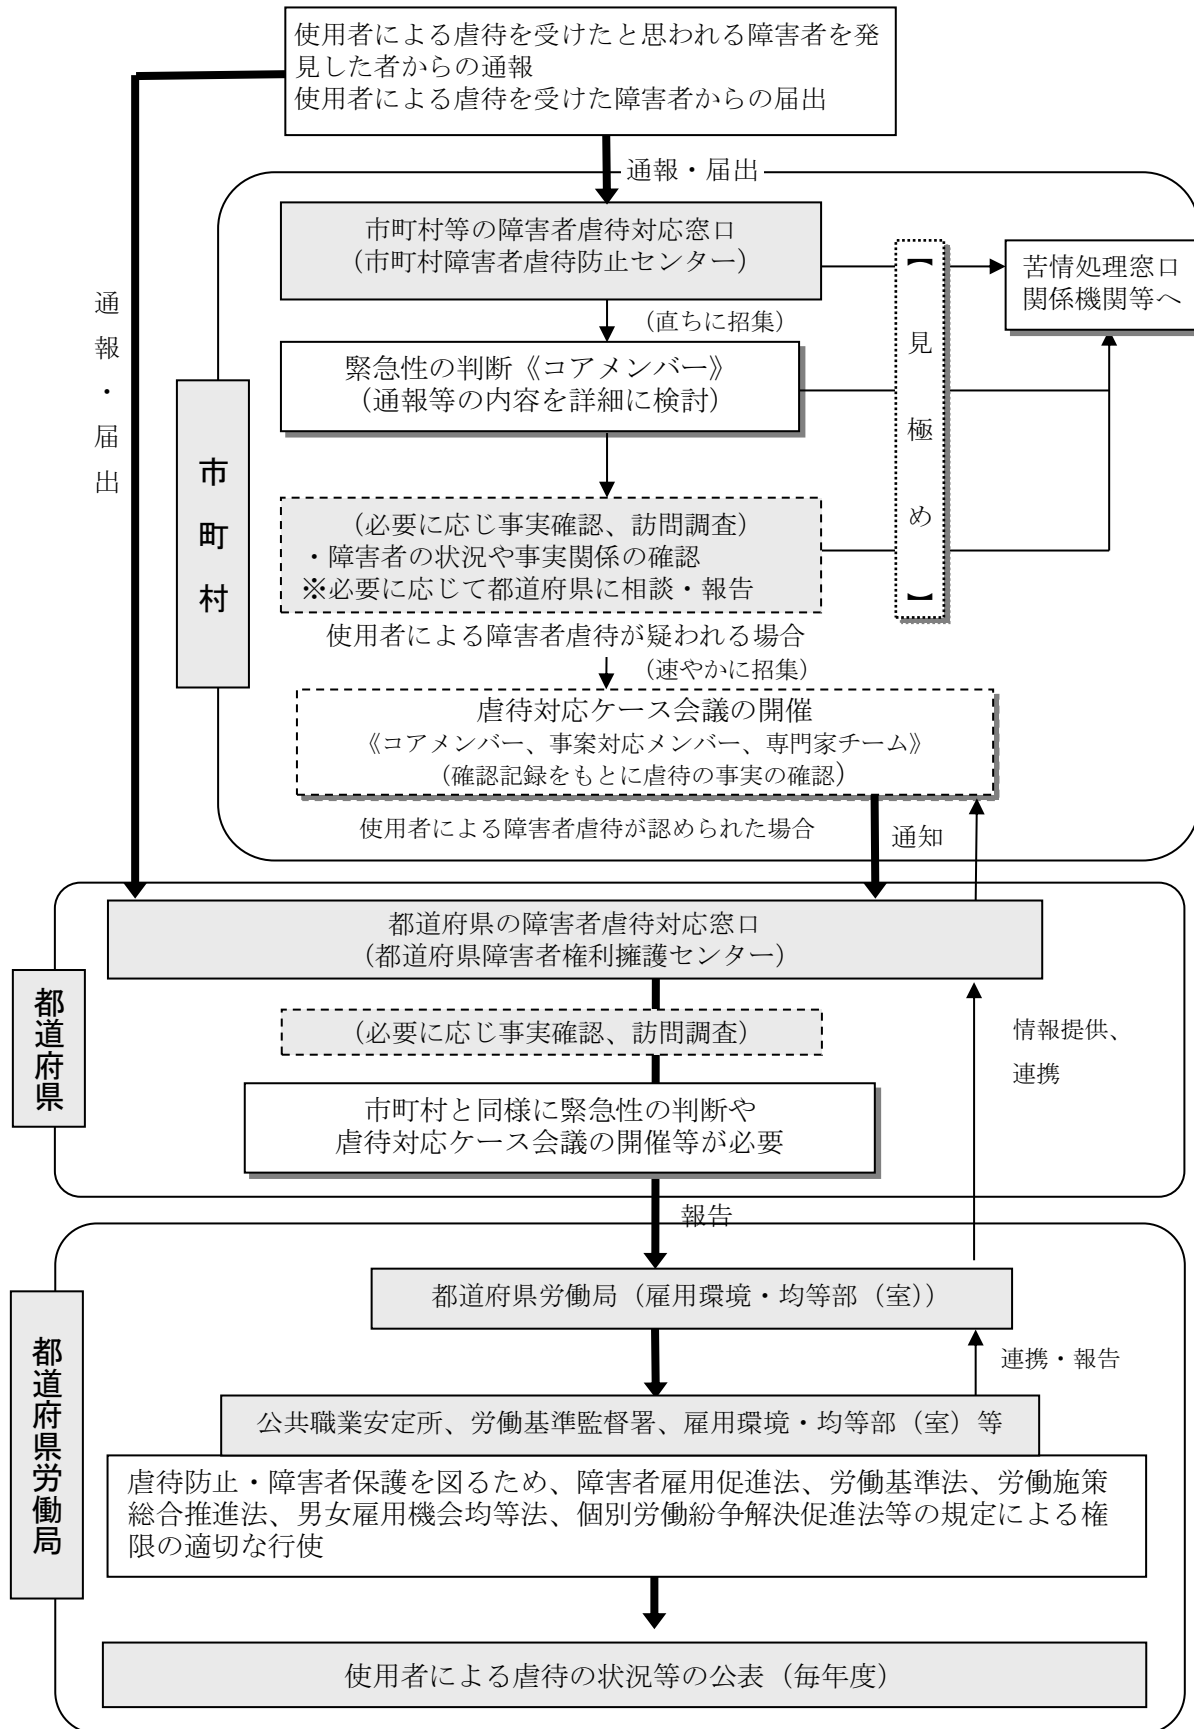 使用者による虐待を受けたと思われる障害者を発
見した者からの通報
使用者による虐待を受けた障害者からの届出
通報・届出
通報・届出
市町村
市町村等の障害者虐待対応窓口
（市町村障害者虐待防止センター）
（直ちに招集）
緊急性の判断《コアメンバー》
（通報等の内容を詳細に検討）
【見極め】
苦情処理窓口
関係機関等へ
（必要に応じ事実確認、訪問調査）
・障害者の状況や事実関係の確認
※必要に応じて都道府県に相談・報告
使用者による障害者虐待が疑われる場合
（速やかに招集）
虐待対応ケース会議の開催
《コアメンバー、事案対応メンバー、専門家チーム》
（確認記録をもとに虐待の事実の確認）
使用者による障害者虐待が認められた場合
通知
都道府県
都道府県の障害者虐待対応窓口
（都道府県障害者権利擁護センター）
（必要に応じ事実確認、訪問調査）
情報提供、
連携
市町村と同様に緊急性の判断や
虐待対応ケース会議の開催等が必要
報告
都道府県労働局
都道府県労働局（雇用環境・均等部（室））
連携・報告
公共職業安定所、労働基準監督署、雇用環境・均等部（室）等
虐待防止・障害者保護を図るため、障害者雇用促進法、労働基準法、労働施策
総合推進法、男女雇用機会均等法、個別労働紛争解決促進法等の規定による権
限の適切な行使
使用者による虐待の状況等の公表（毎年度）